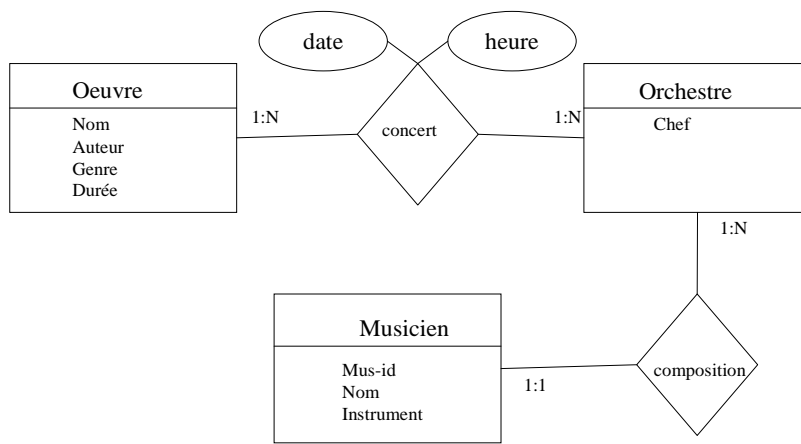 date
heure
Oeuvre
Nom
Auteur
Genre
Durée
1:N
concert
1:N
Orchestre
Chef
1:N
Musicien
Mus-id
Nom
Instrument
1:1
composition